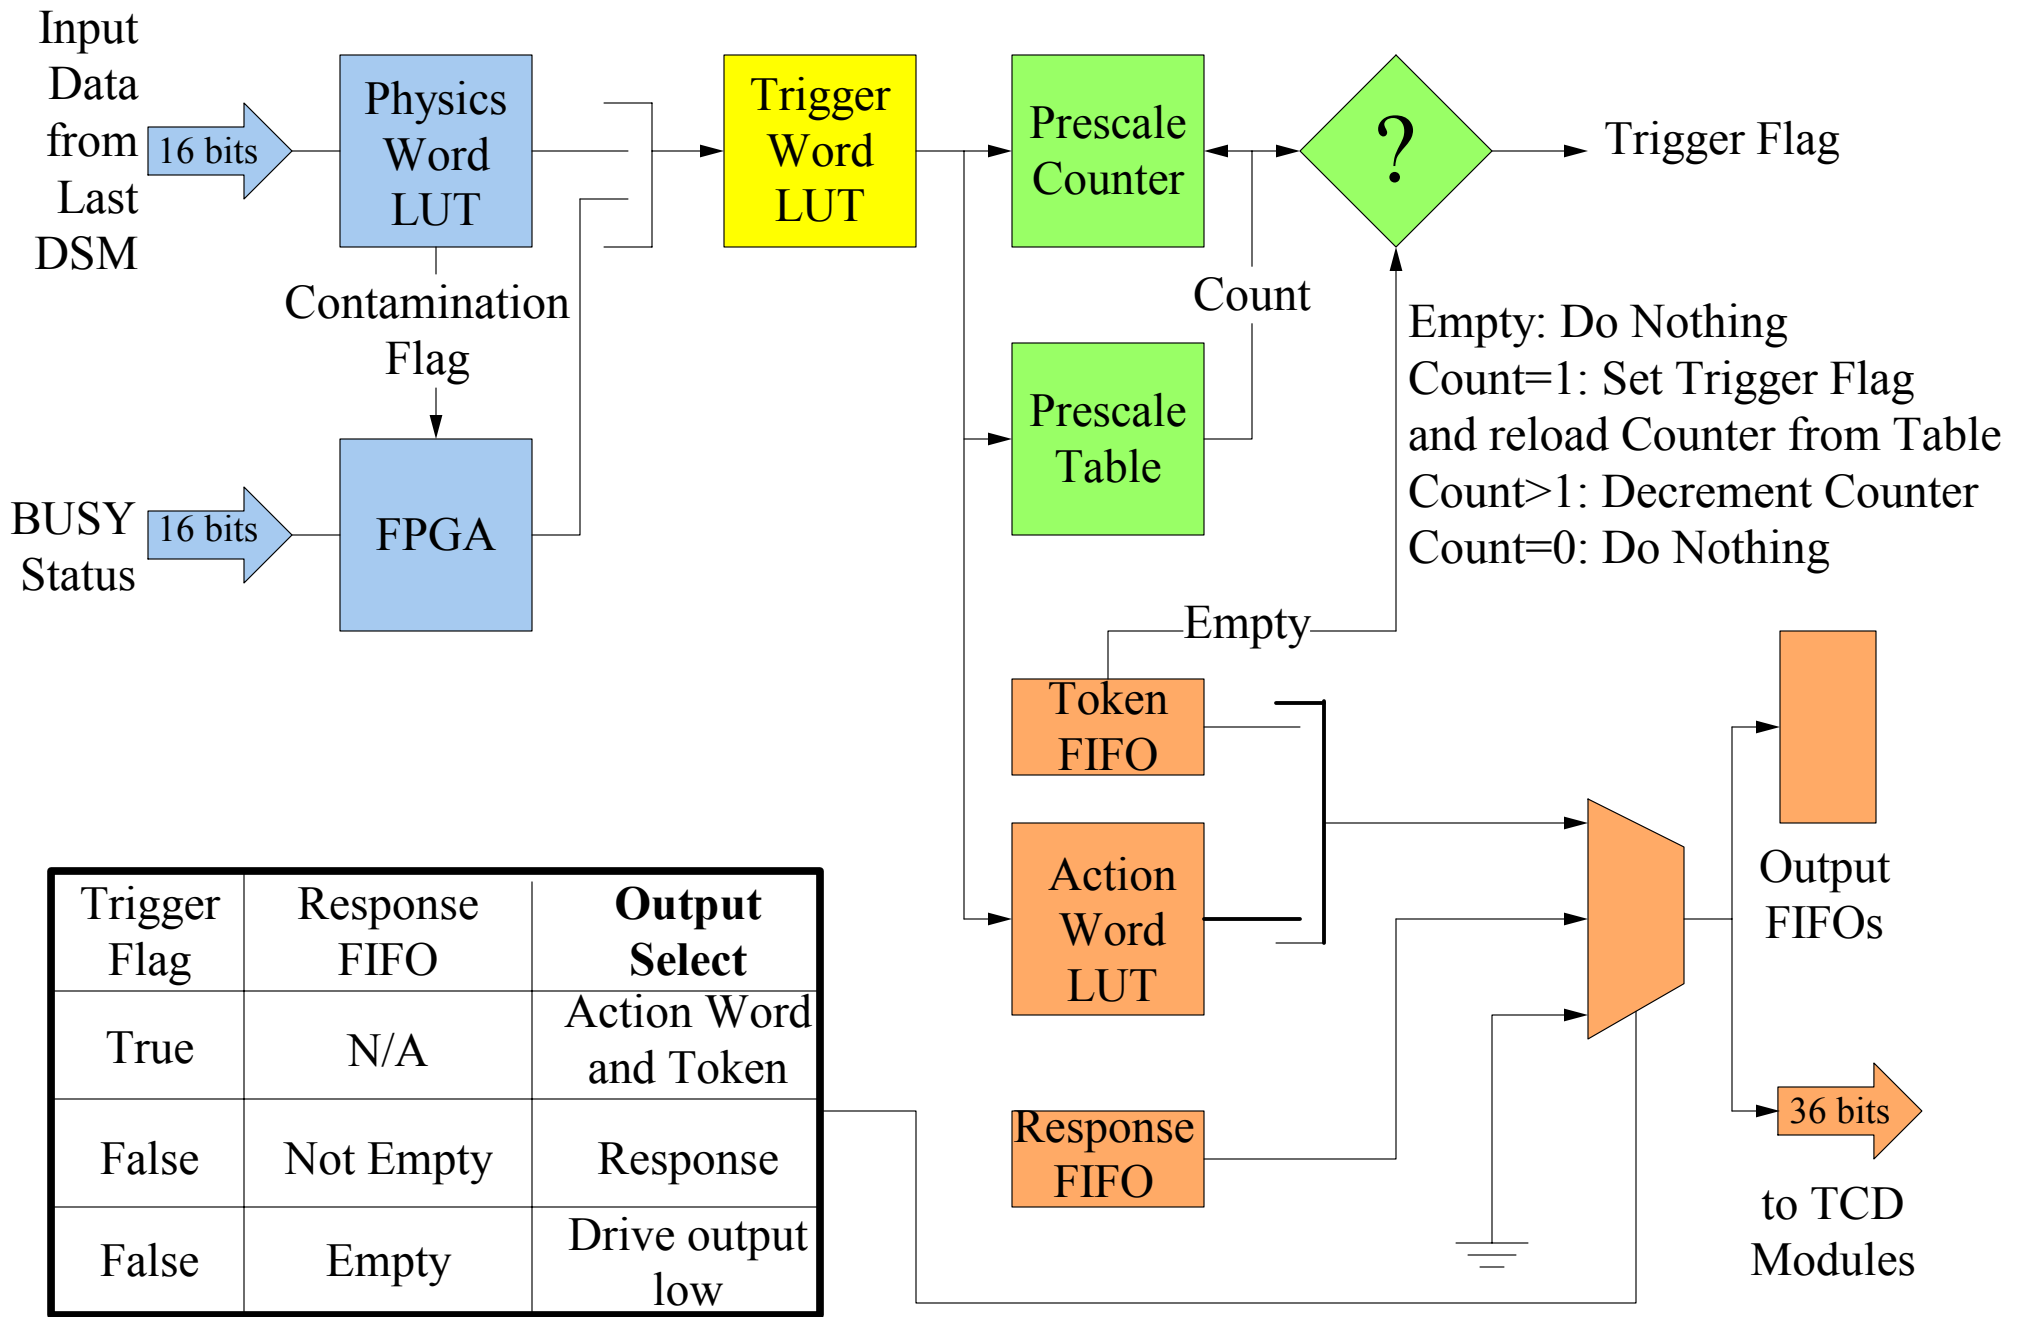 Input
Data
from
Last
DSM
16 bits
Physics
Word
LUT
Contamination
Flag
BUSY
Status
16 bits
FPGA
Trigger
Word
LUT
Prescale
Counter
?
Trigger Flag
Count
Prescale
Table
Empty: Do Nothing
Count=1: Set Trigger Flag
and reload Counter from Table
Count>1: Decrement Counter
Count=0: Do Nothing
Empty
Token
FIFO
Action
Word
LUT
Response
FIFO
Output
FIFOs
36 bits
to TCD
Modules
Trigger
Flag
Response
FIFO
Output
Select
True
N/A
Action Word
and Token
False
Not Empty
Response
False
Empty
Drive output
low